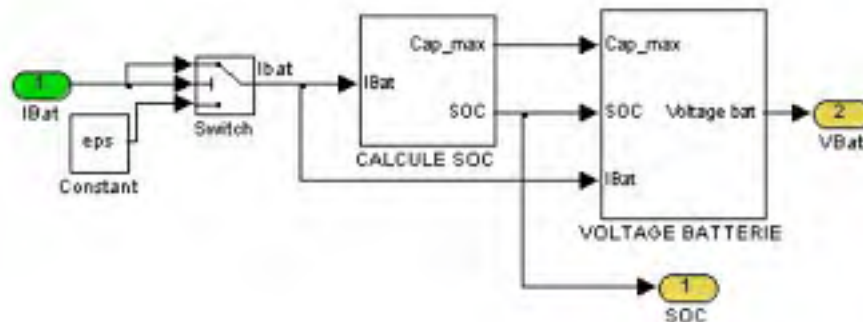 1
IBat
eps
Constant
Switch
Ibat
IBat
Cap_max
SOC
CALCULE SOC
Cap_max
SOC
IBat
Voltage bat
VOLTAGE BATTERIE
2
VBat
1
SOC